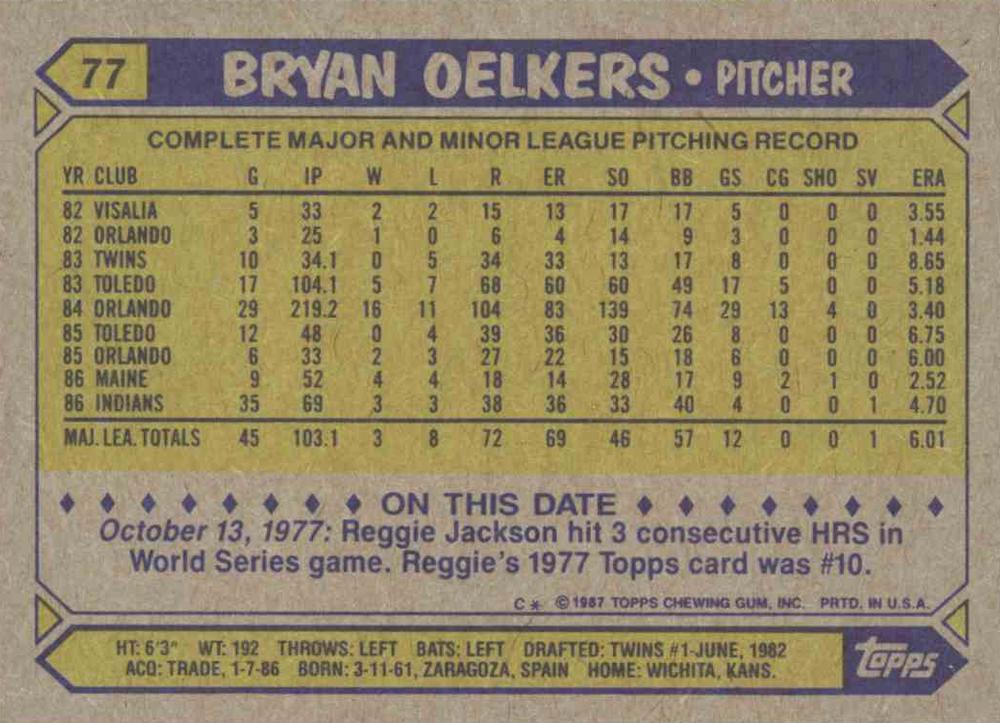 77 BRYAN OELKERS • PITCHER
COMPLETE MAJOR AND MINOR LEAGUE PITCHING RECORD
YR CLUB G IP W L R ER SO BB GS CG SHO SV ERA
82 VISALIA 5 33 2 2 15 13 17 17 5 0 0 0 3.55
82 ORLANDO 3 25 1 0 6 4 14 9 3 0 0 0 1.44
83 TWINS 10 34.1 0 5 34 33 13 17 8 0 0 0 8.65
83 TOLEDO 17 104.1 5 7 68 60 60 49 17 5 0 0 5.18
84 ORLANDO 29 219.2 16 11 104 83 139 74 29 13 4 0 3.40
85 TOLEDO 12 48 0 4 39 36 30 26 8 0 0 0 6.75
85 ORLANDO 6 33 2 3 27 22 15 18 6 0 0 0 6.00
86 MAINE 9 52 4 4 18 14 28 17 9 2 1 0 2.52
86 INDIANS 35 69 3 3 38 36 33 40 4 0 0 1 4.70
MAJ. LEA. TOTALS 45 103.1 3 8 72 69 46 57 12 0 0 1 6.01
ON THIS DATE
October 13, 1977: Reggie Jackson hit 3 consecutive HRS in
World Series game. Reggie's 1977 Topps card was #10.
C* ©1987 TOPPS CHEWING GUM, INC. PRTD. IN U.S.A.
HT: 6'3" WT: 192 THROWS: LEFT BATS: LEFT DRAFTED: TWINS #1-JUNE, 1982
ACQ: TRADE, 1-7-86 BORN: 3-11-61, ZARAGOZA, SPAIN HOME: WICHITA, KANS.
topps